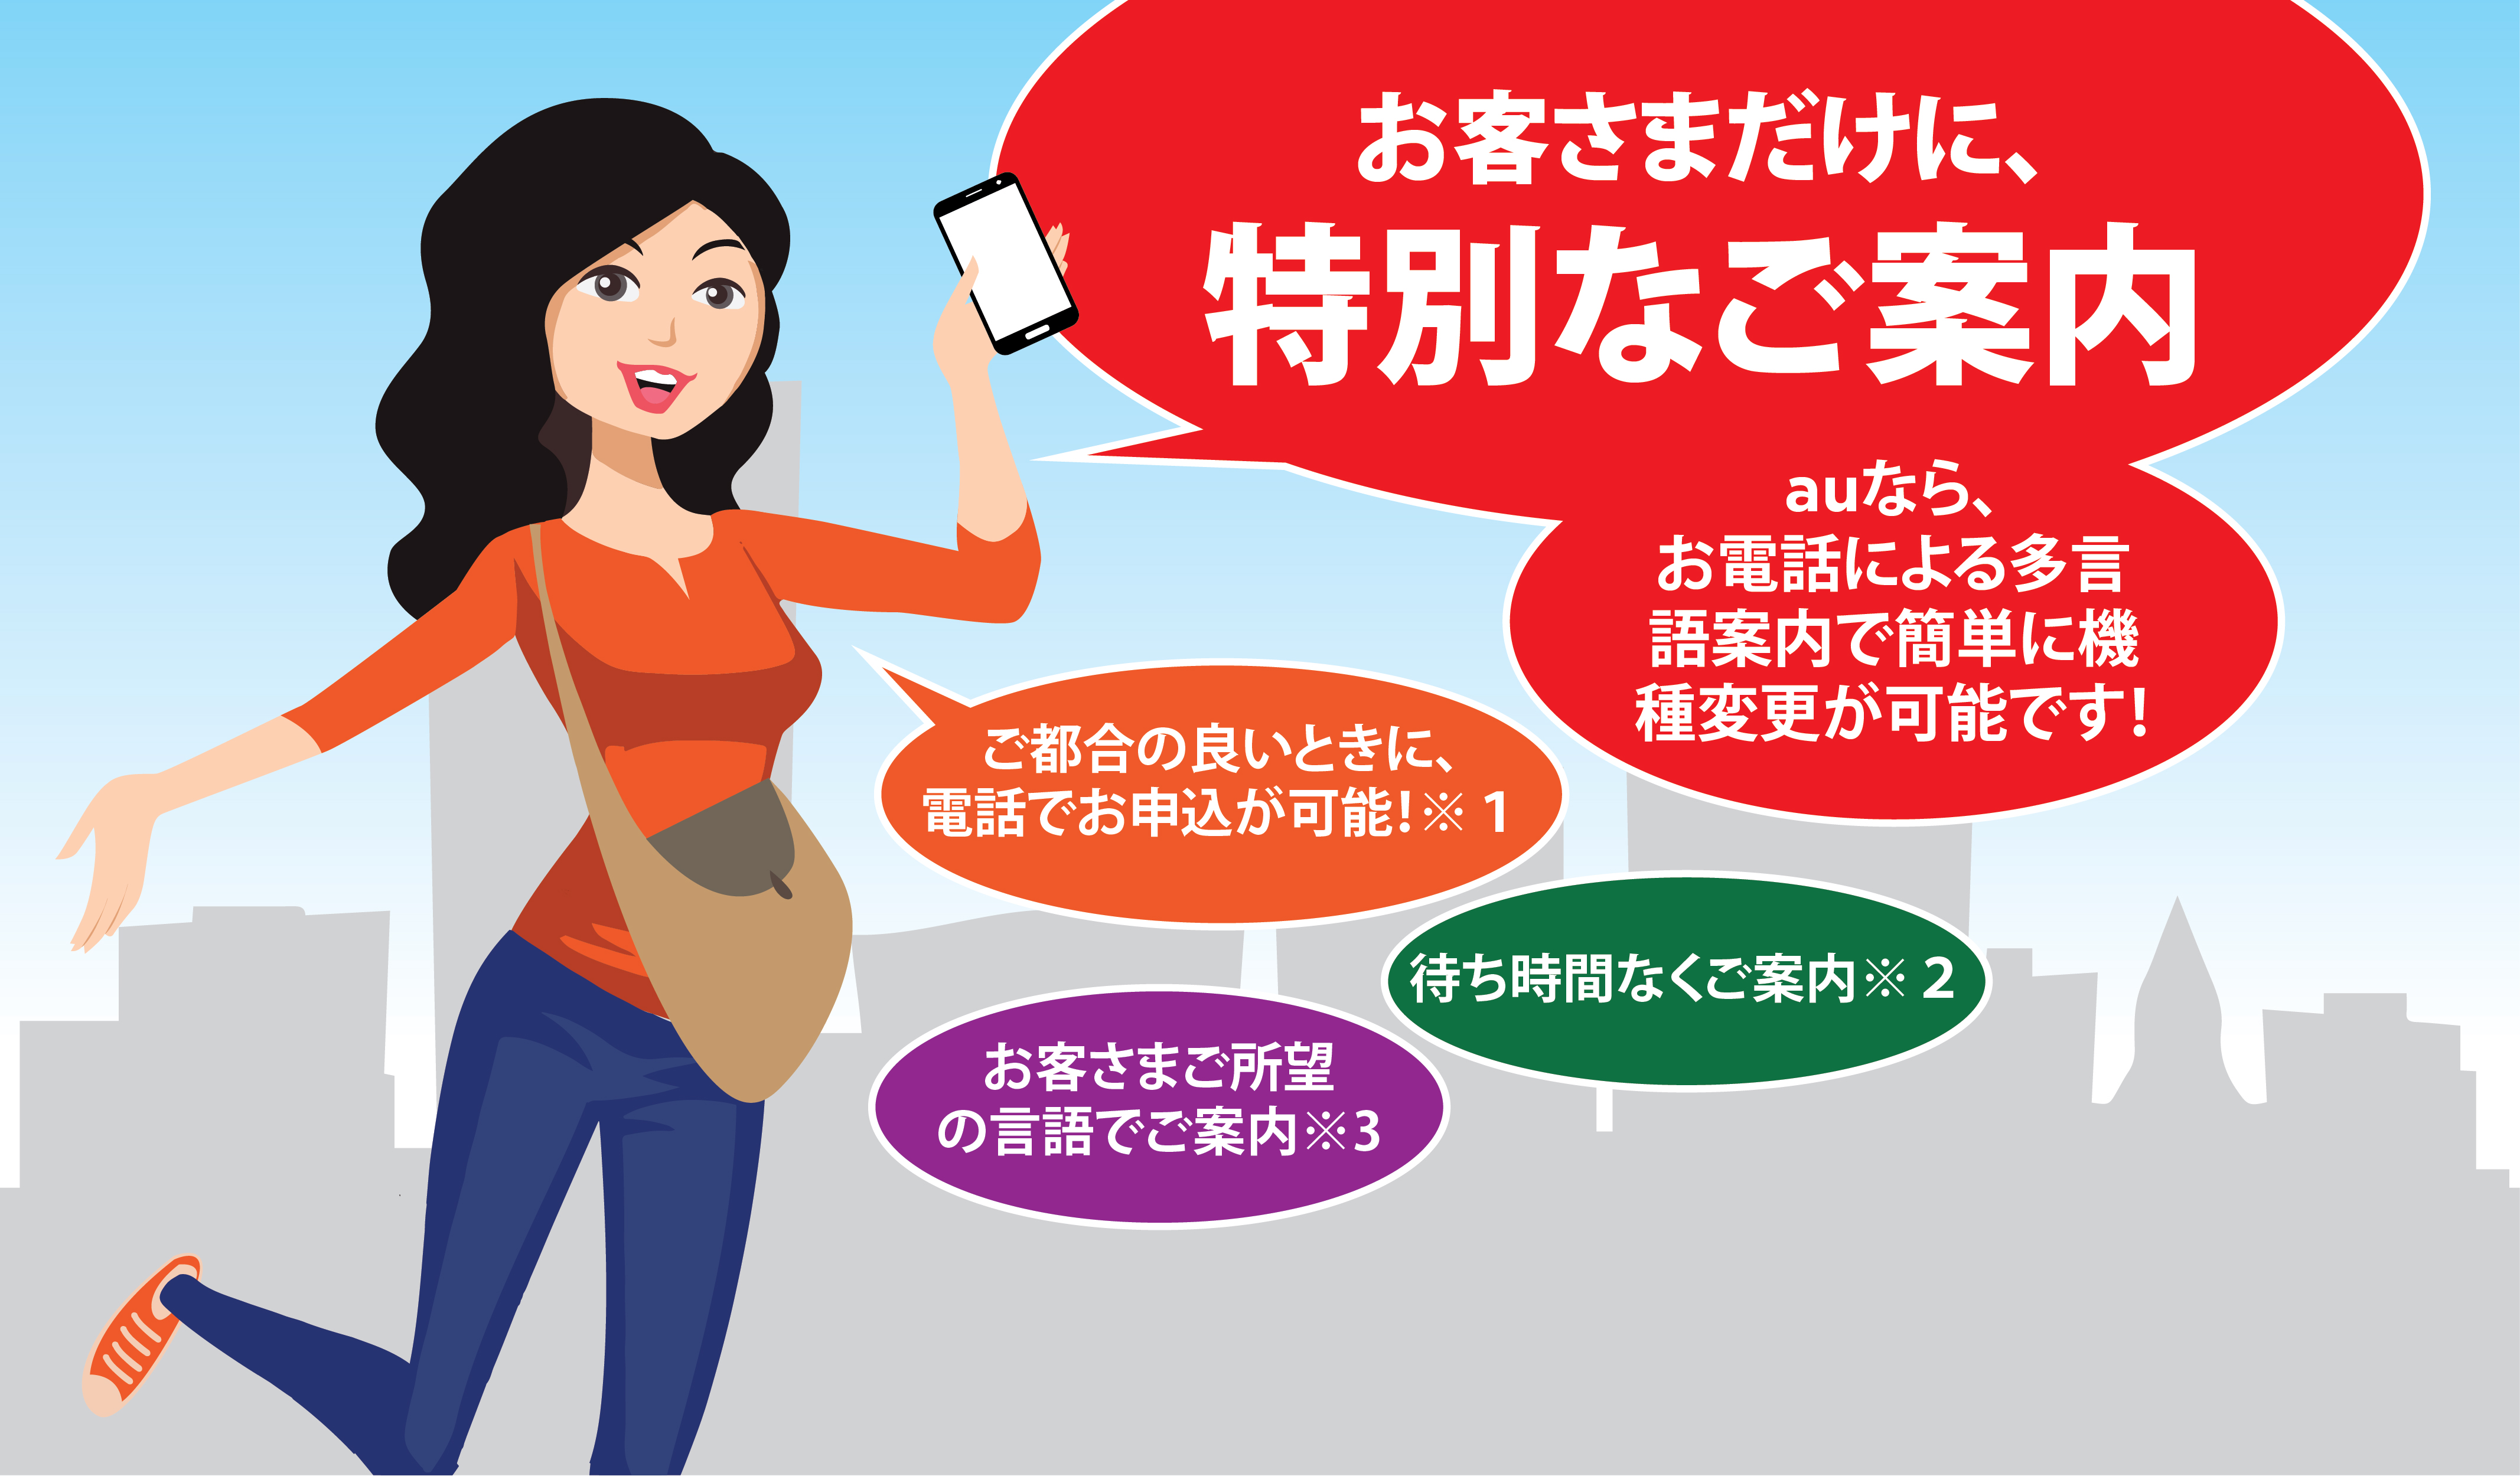 お客さまだけに、
特別なご案内
auなら、
お電話による多言
語案内で簡単に機
種変更が可能です!
ご都合の良いときに、
電話でお申込が可能!※ 1
待ち時間なくご案内※ 2
お客さまご所望
の言語でご案内※3